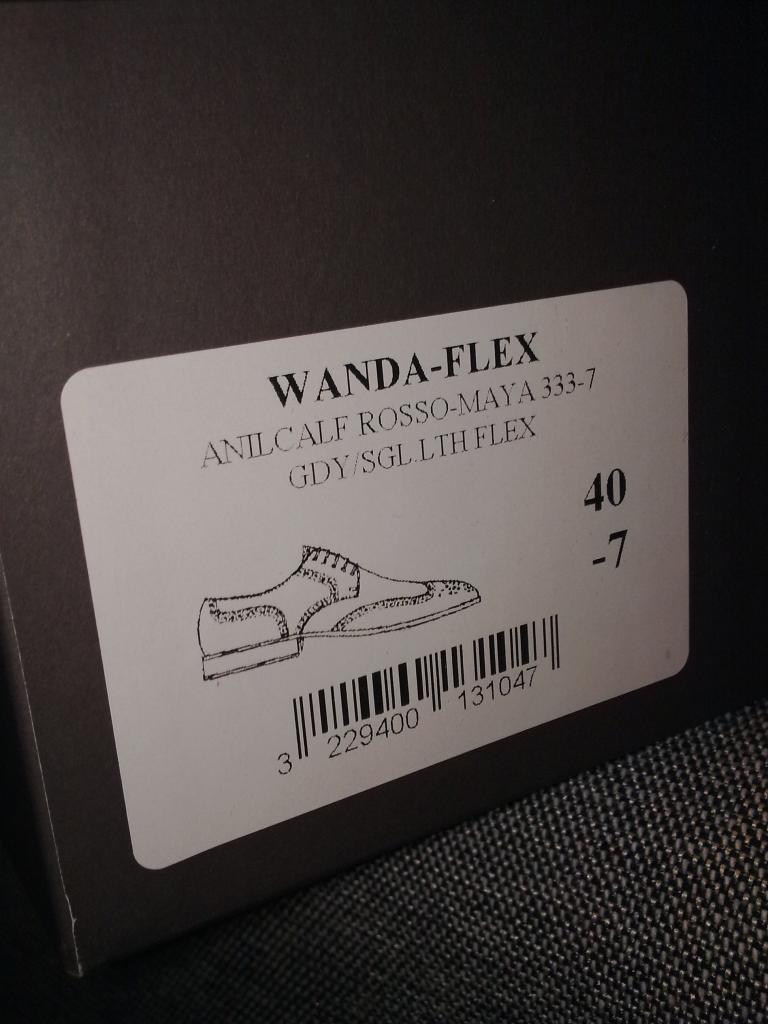 WANDA-FLEX
ANILCALF ROSSO-MAYA 333-7
GDY/SGL.LTH FLEX
40
-7
3 229400 131047